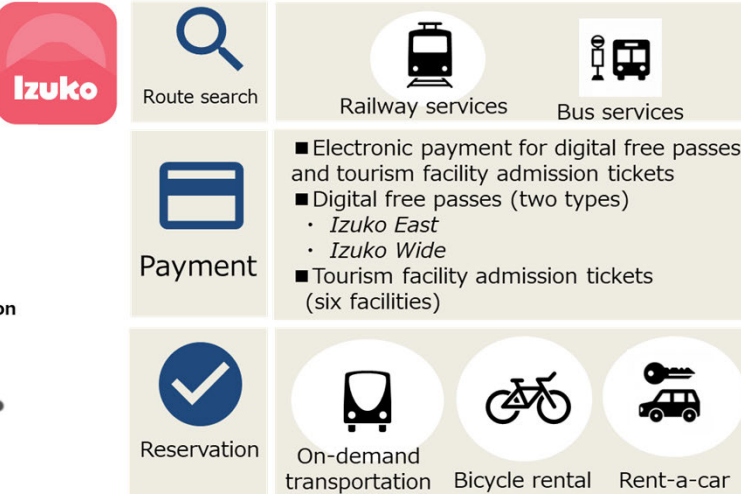 Izuko
Route search
Railway services
Bus services
Payment
■Electronic payment for digital free passes
and tourism facility admission tickets
■Digital free passes (two types)
・ Izuko East
・ Izuko Wide
■Tourism facility admission tickets
(six facilities)
on
Reservation
On-demand
transportation
Bicycle rental
Rent-a-car